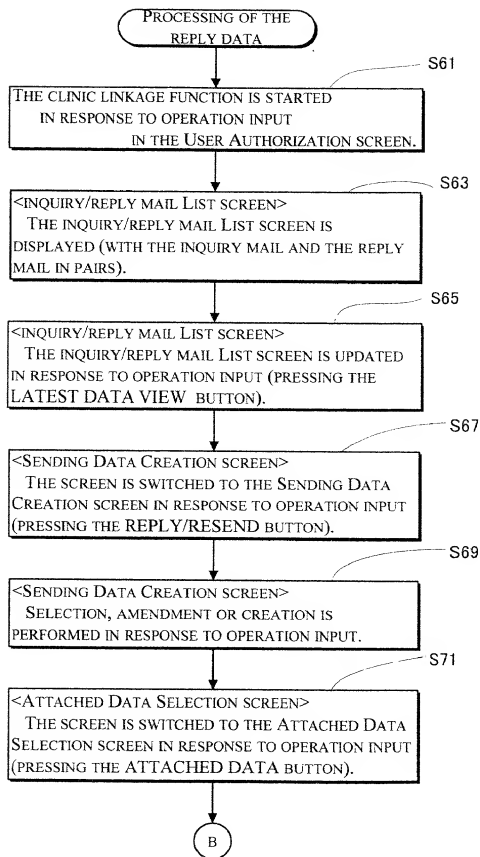 PROCESSING OF THE
REPLY DATA
S61
THE CLINIC LINKAGE FUNCTION IS STARTED
IN RESPONSE TO OPERATION INPUT
IN THE USER AUTHORIZATION SCREEN.
S63
<INQUIRY/REPLY MAIL LIST SCREEN>
THE INQUIRY/REPLY MAIL LIST SCREEN IS
DISPLAYED (WITH THE INQUIRY MAIL AND THE REPLY
MAIL IN PAIRS).
S65
<INQUIRY/REPLY MAIL LIST SCREEN>
THE INQUIRY/REPLY MAIL LIST SCREEN IS UPDATED
IN RESPONSE TO OPERATION INPUT (PRESSING THE
LATEST DATA VIEW BUTTON).
S67
<SENDING DATA CREATION SCREEN>
THE SCREEN IS SWITCHED TO THE SENDING DATA
CREATION SCREEN IN RESPONSE TO OPERATION INPUT
(PRESSING THE REPLY/RESEND BUTTON).
S69
<SENDING DATA CREATION SCREEN>
SELECTION, AMENDMENT OR CREATION IS
PERFORMED IN RESPONSE TO OPERATION INPUT.
S71
<ATTACHED DATA SELECTION SCREEN>
THE SCREEN IS SWITCHED TO THE ATTACHED DATA
SELECTION SCREEN IN RESPONSE TO OPERATION INPUT
(PRESSING THE ATTACHED DATA BUTTON).
B